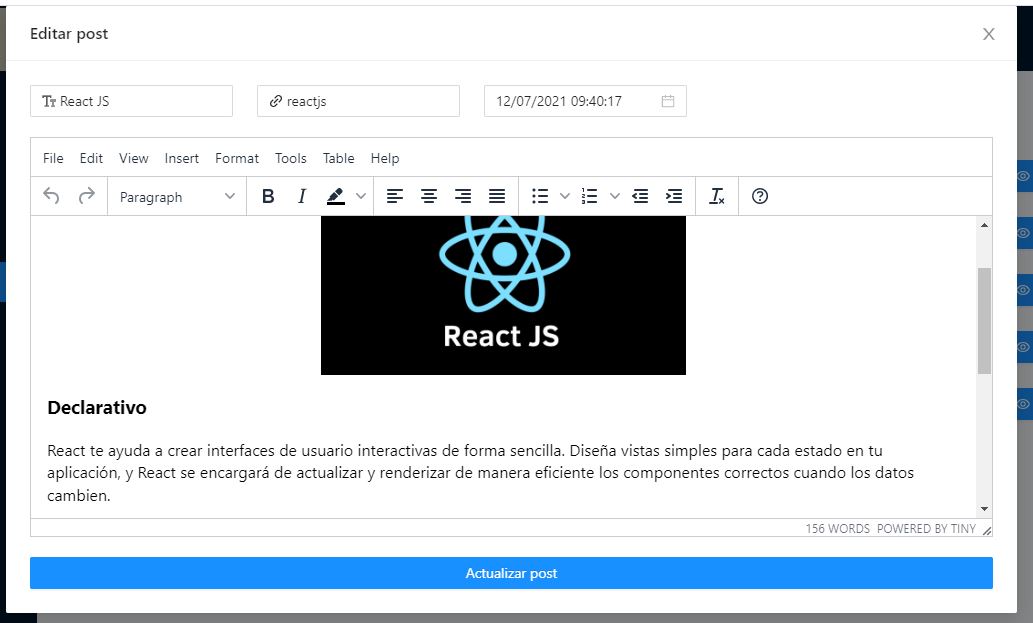 Editar post
React JS
reactjs
12/07/2021 09:40:17
File Edit View Insert Format Tools Table Help
Paragraph B I
React JS
Declarativo
React te ayuda a crear interfaces de usuario interactivas de forma sencilla. Diseña vistas simples para cada estado en tu
aplicación, y React se encargará de actualizar y renderizar de manera eficiente los componentes correctos cuando los datos
cambien.
156 WORDS POWERED BY TINY
Actualizar post